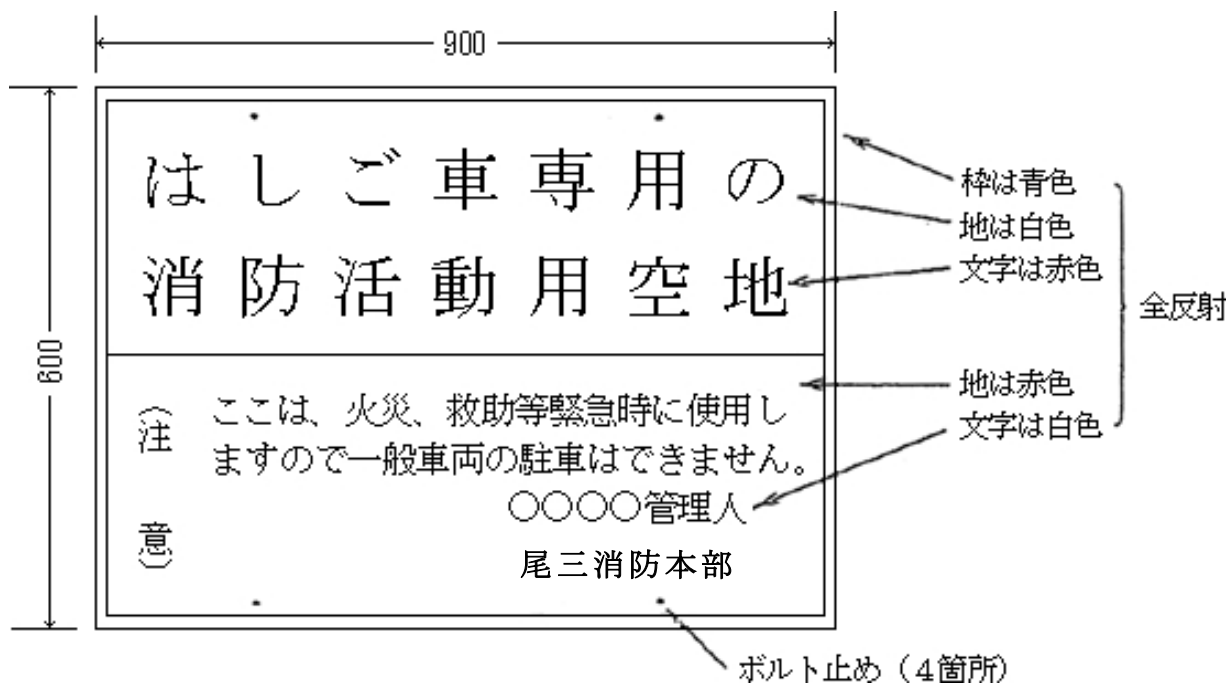 900
600
はしご車専用の
消防活動用空地
(注意)
ここは、火災、救助等緊急時に使用し
ますので一般車両の駐車はできません。
○○○○管理人
尾三消防本部
枠は青色
地は白色
文字は赤色
地は赤色
文字は白色
全反射
ボルト止め(4箇所)